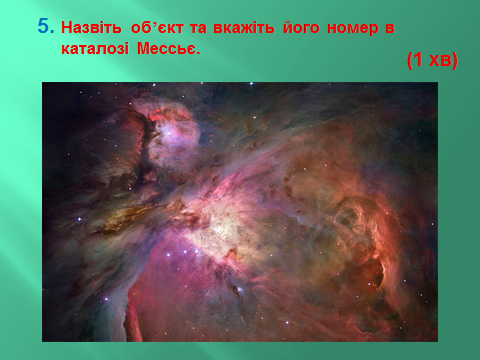 5. Назвіть об’єкт та вкажіть його номер в
каталозі Мессьє.
(1 хв)